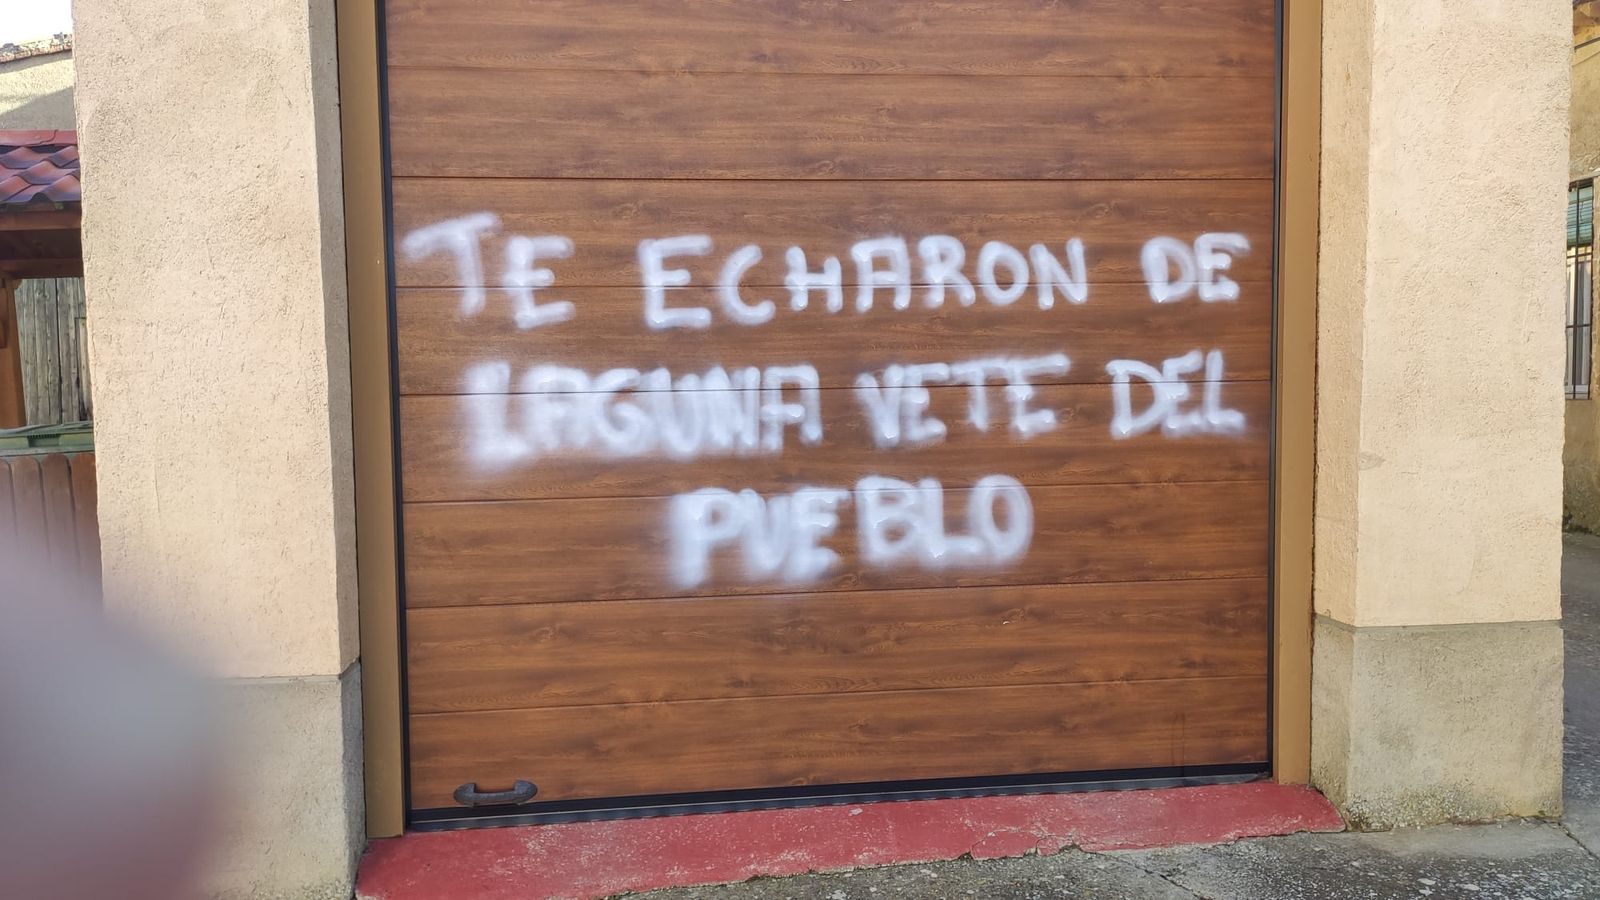 TE ECHARON DE
LAGUNA VETE DEL
PUEBLO